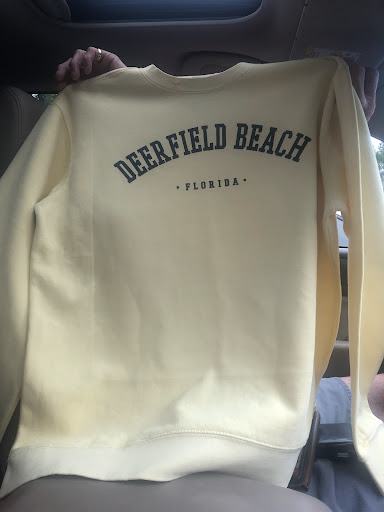 DEERFIELD BEACH
· FLORIDA ·